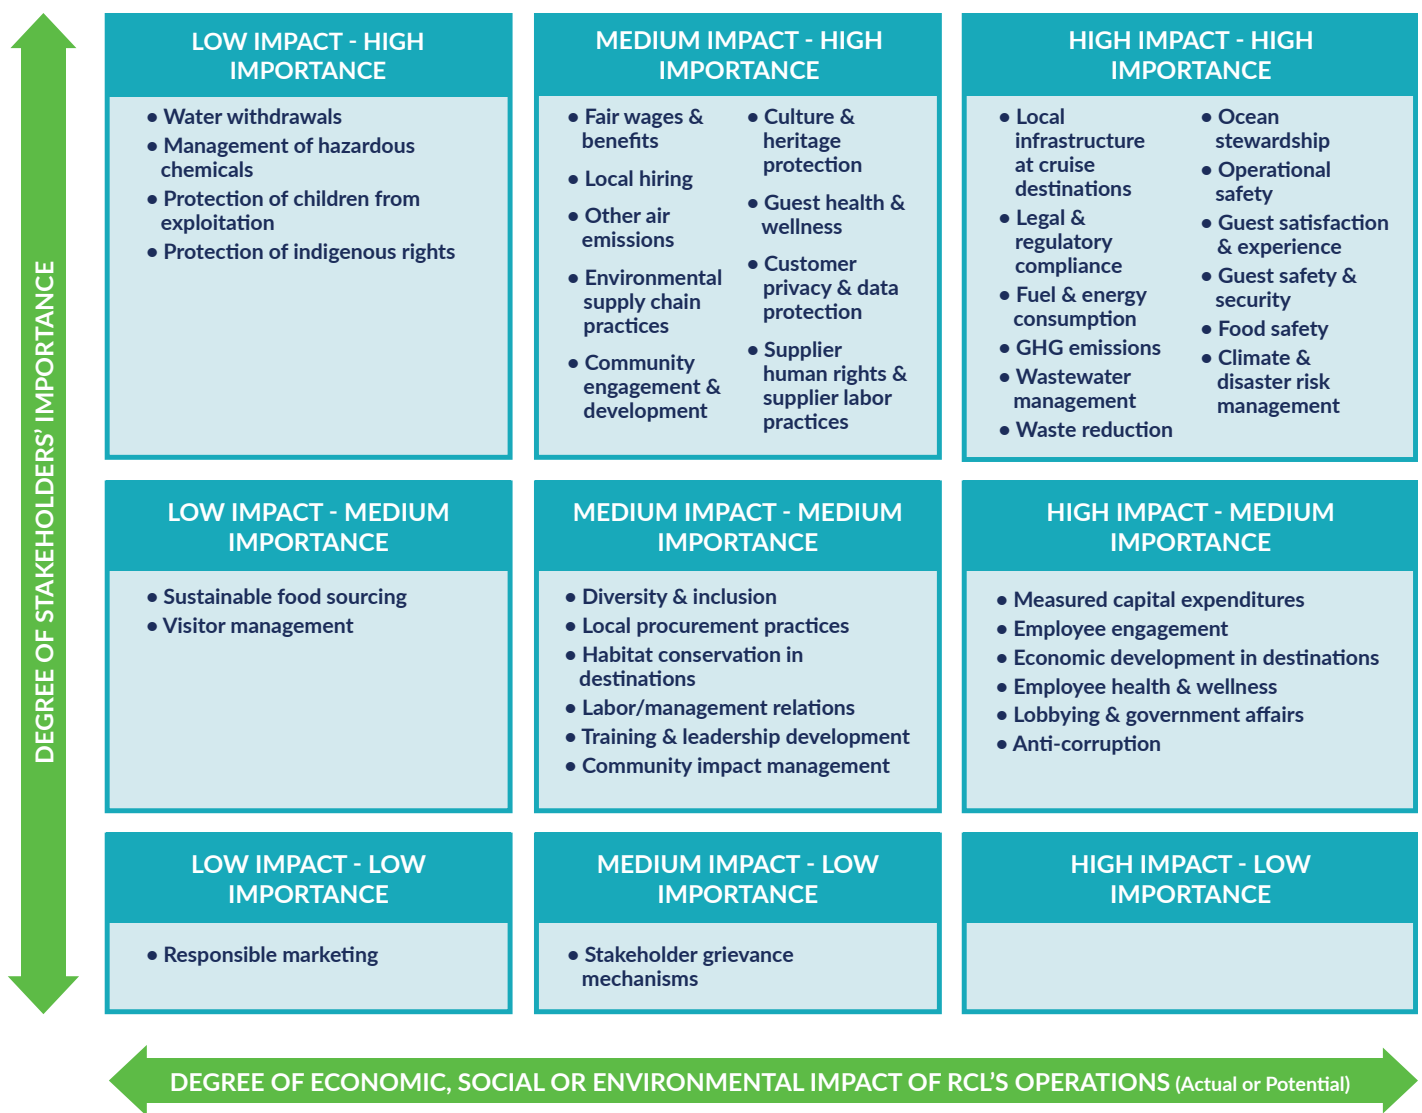 DEGREE OF STAKEHOLDERS' IMPORTANCE
LOW IMPACT - HIGH
IMPORTANCE
• Water withdrawals
• Management of hazardous
chemicals
• Protection of children from
exploitation
• Protection of indigenous rights
MEDIUM IMPACT - HIGH
IMPORTANCE
• Fair wages &
benefits
• Local hiring
• Other air
emissions
• Environmental
supply chain
practices
• Community
engagement &
development
• Culture &
heritage
protection
• Guest health &
wellness
• Customer
privacy & data
protection
• Supplier
human rights &
supplier labor
practices
HIGH IMPACT - HIGH
IMPORTANCE
• Local
infrastructure
at cruise
destinations
• Legal &
regulatory
compliance
• Fuel & energy
consumption
• GHG emissions
• Wastewater
management
• Waste reduction
• Ocean
stewardship
• Operational
safety
• Guest satisfaction
& experience
• Guest safety &
security
• Food safety
• Climate &
disaster risk
management
LOW IMPACT - MEDIUM
IMPORTANCE
• Sustainable food sourcing
• Visitor management
MEDIUM IMPACT - MEDIUM
IMPORTANCE
• Diversity & inclusion
• Local procurement practices
• Habitat conservation in
destinations
• Labor/management relations
• Training & leadership development
• Community impact management
HIGH IMPACT - MEDIUM
IMPORTANCE
• Measured capital expenditures
• Employee engagement
• Economic development in destinations
• Employee health & wellness
• Lobbying & government affairs
• Anti-corruption
LOW IMPACT - LOW
IMPORTANCE
• Responsible marketing
MEDIUM IMPACT - LOW
IMPORTANCE
• Stakeholder grievance
mechanisms
HIGH IMPACT - LOW
IMPORTANCE
DEGREE OF ECONOMIC, SOCIAL OR ENVIRONMENTAL IMPACT OF RCL'S OPERATIONS (Actual or Potential)